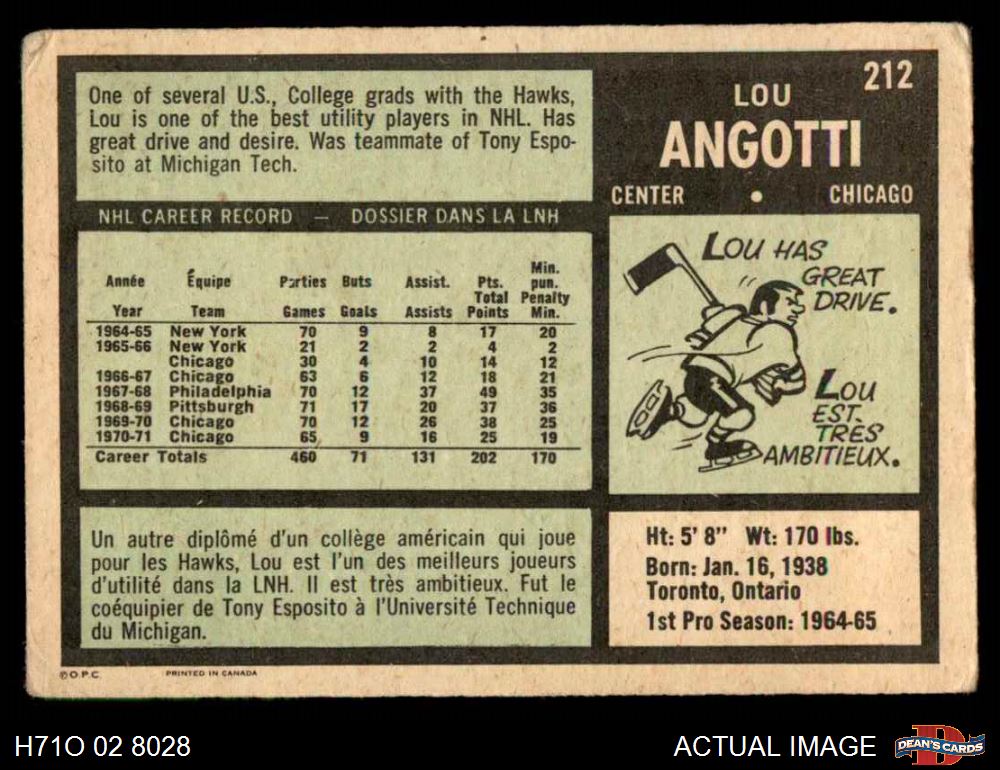 212
LOU
ANGOTTI
CENTER • CHICAGO
One of several U.S., College grads with the Hawks,
Lou is one of the best utility players in NHL. Has
great drive and desire. Was teammate of Tony Espo-
sito at Michigan Tech.
NHL CAREER RECORD — DOSSIER DANS LA LNH
Année Équipe Parties Buts Assist. Pts. Min. pun.
Year Team Games Goals Assists Total Points Penalty Min.
1964-65 New York 70 9 8 17 20
1965-66 New York 21 2 2 4 2
Chicago 30 4 10 14 12
1966-67 Chicago 63 6 12 18 21
1967-68 Philadelphia 70 12 37 49 35
1968-69 Pittsburgh 71 17 20 37 36
1969-70 Chicago 70 12 26 38 25
1970-71 Chicago 65 9 16 25 19
Career Totals 460 71 131 202 170
LOU HAS
GREAT
DRIVE.
LOU
EST
TRÈS
AMBITIEUX.
Un autre diplômé d'un collège américain qui joue
pour les Hawks, Lou est l'un des meilleurs joueurs
d'utilité dans la LNH. Il est très ambitieux. Fut le
coéquipier de Tony Esposito à l'Université Technique
du Michigan.
Ht: 5' 8" Wt: 170 lbs.
Born: Jan. 16, 1938
Toronto, Ontario
1st Pro Season: 1964-65
© O.P.C. PRINTED IN CANADA
H71O 02 8028
ACTUAL IMAGE
D
DEAN'S CARDS